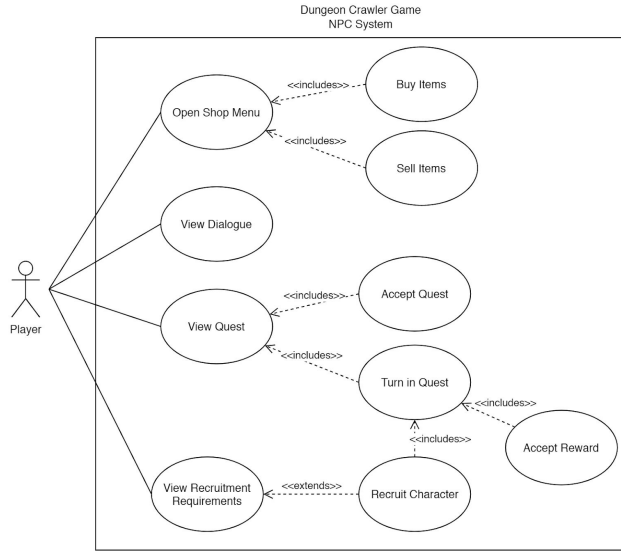 Dungeon Crawler Game
NPC System
<<includes>>
Buy Items
Open Shop Menu
<<includes>>
Sell Items
View Dialogue
Player
<<includes>>
Accept Quest
View Quest
<<includes>>
Turn in Quest
<<includes>>
<<includes>>
Accept Reward
View Recruitment
Requirements
<<extends>>
Recruit Character